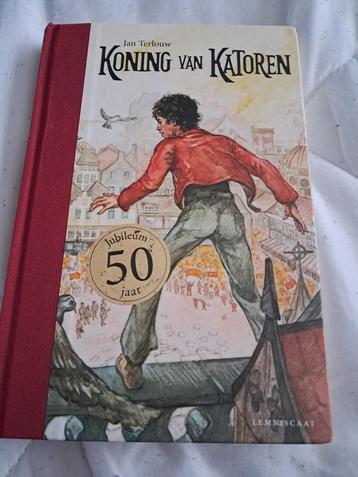 Jan Terlouw
KONING VAN KATOREN
Jubileum
50
jaar
LEMNISCAAT